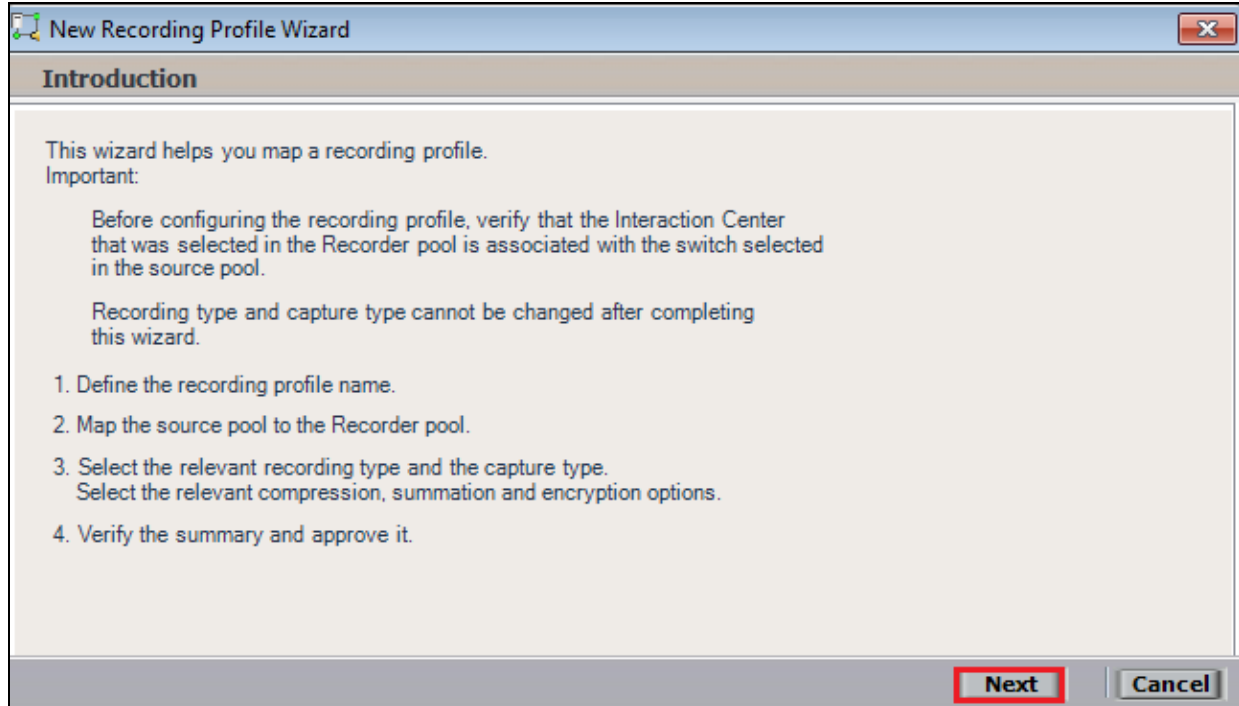 New Recording Profile Wizard
Introduction
This wizard helps you map a recording profile.
Important:
Before configuring the recording profile, verify that the Interaction Center
that was selected in the Recorder pool is associated with the switch selected
in the source pool.
Recording type and capture type cannot be changed after completing
this wizard.
1. Define the recording profile name.
2. Map the source pool to the Recorder pool.
3. Select the relevant recording type and the capture type.
Select the relevant compression, summation and encryption options.
4. Verify the summary and approve it.
Next Cancel